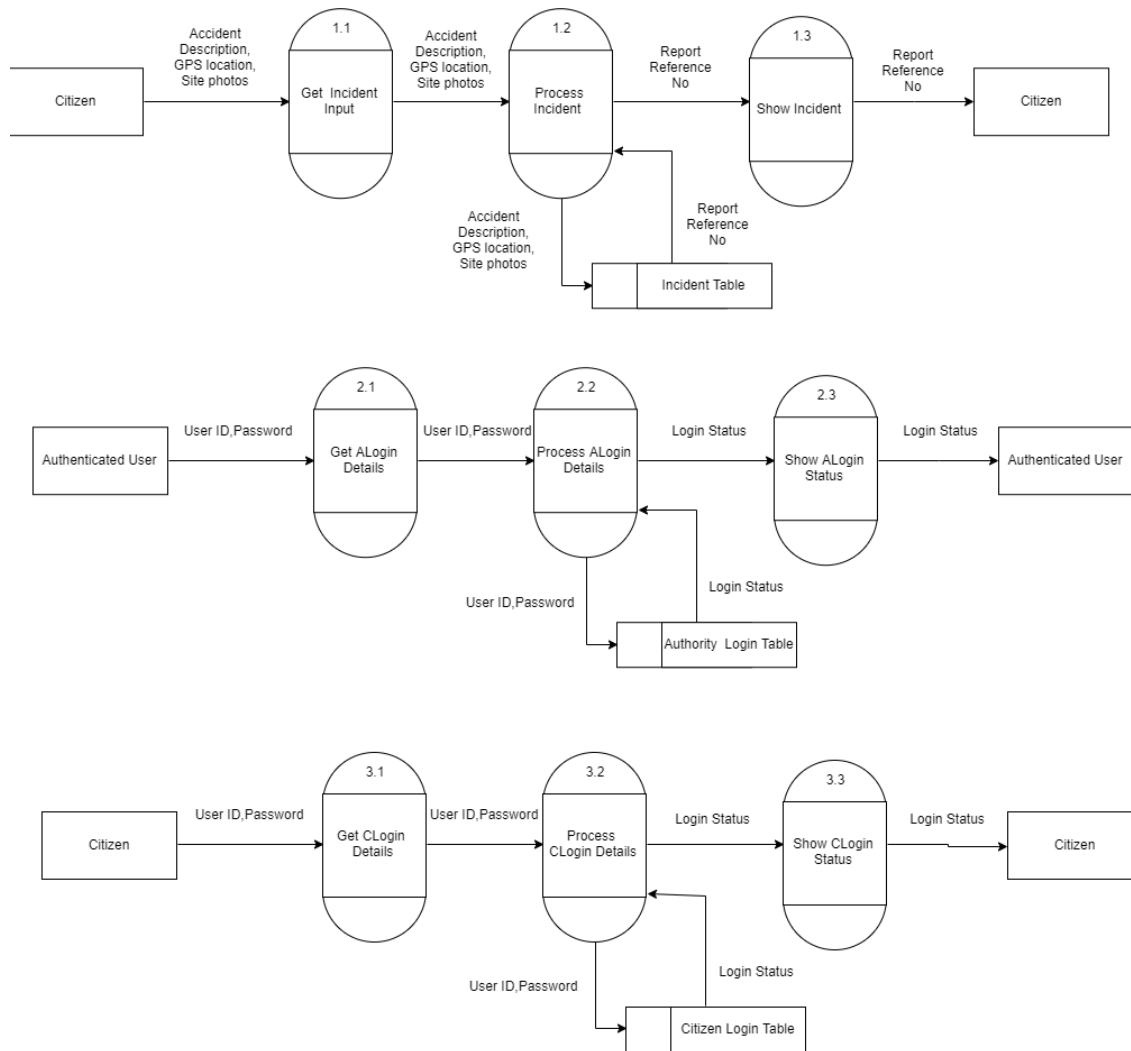 1.1
1.2
1.3
Accident
Description,
GPS location,
Site photos
Accident
Description,
GPS location,
Site photos
Report
Reference
No
Report
Reference
No
Citizen
Get Incident
Input
Process
Incident
Show Incident
Citizen
Accident
Description,
GPS location,
Site photos
Report
Reference
No
Incident Table
2.1
2.2
2.3
User ID,Password
User ID,Password
Login Status
Login Status
Authenticated User
Get ALogin
Details
Process ALogin
Details
Show ALogin
Status
Authenticated User
User ID,Password
Login Status
Authority Login Table
3.1
3.2
3.3
User ID,Password
User ID,Password
Login Status
Login Status
Citizen
Get CLogin
Details
Process
CLogin Details
Show CLogin
Status
Citizen
User ID,Password
Login Status
Citizen Login Table